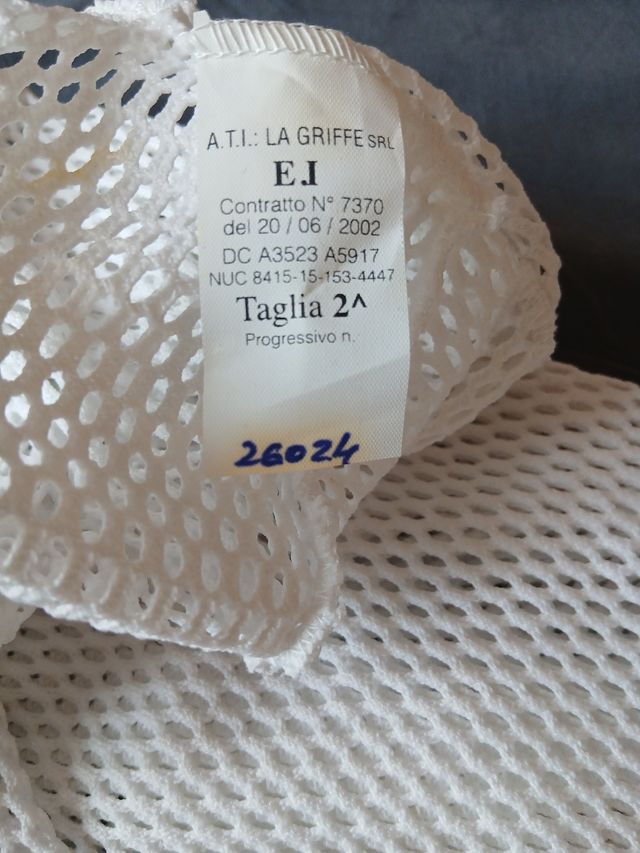 A.T.I.: LA GRIFFE SRL
E.I
Contratto N° 7370
del 20 / 06 / 2002
DC A3523 A5917
NUC 8415-15-153-4447
Taglia 2^
Progressivo n.
26024